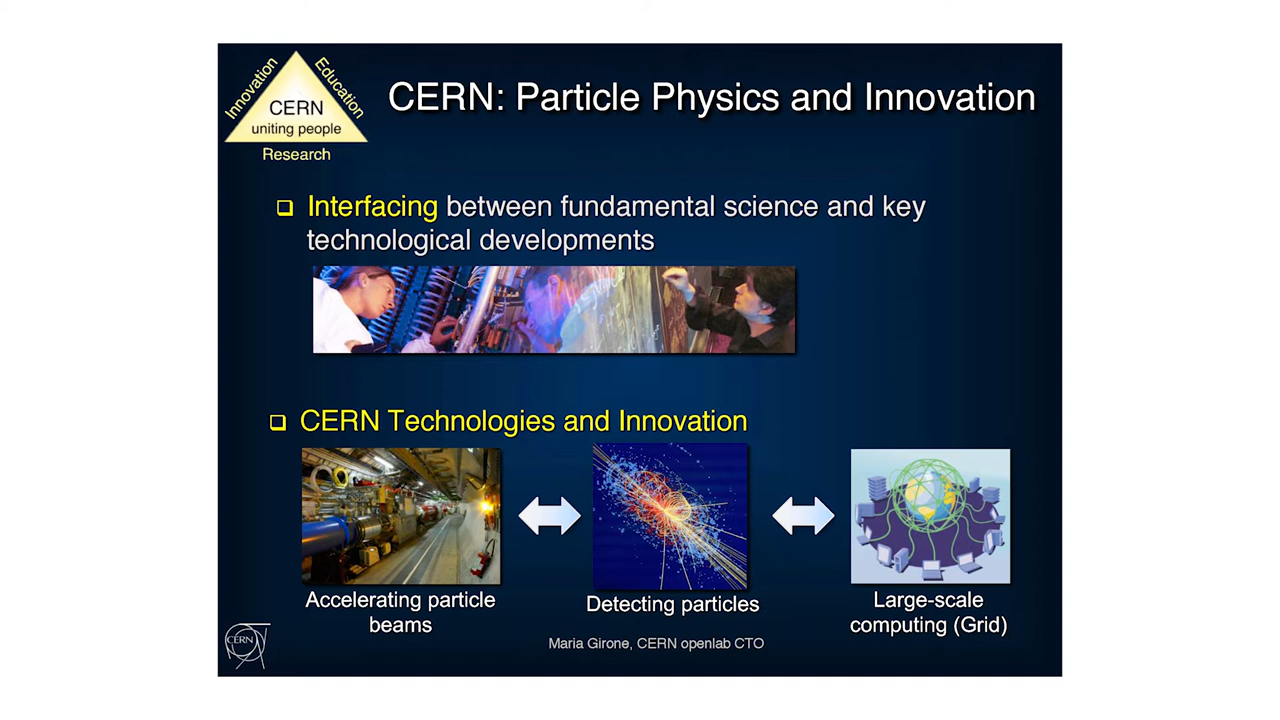 Innovation
Education
CERN
uniting people
Research
CERN: Particle Physics and Innovation
Interfacing between fundamental science and key
technological developments
CERN Technologies and Innovation
Accelerating particle
beams
Detecting particles
Large-scale
computing (Grid)
CERN
Maria Girone, CERN openlab CTO